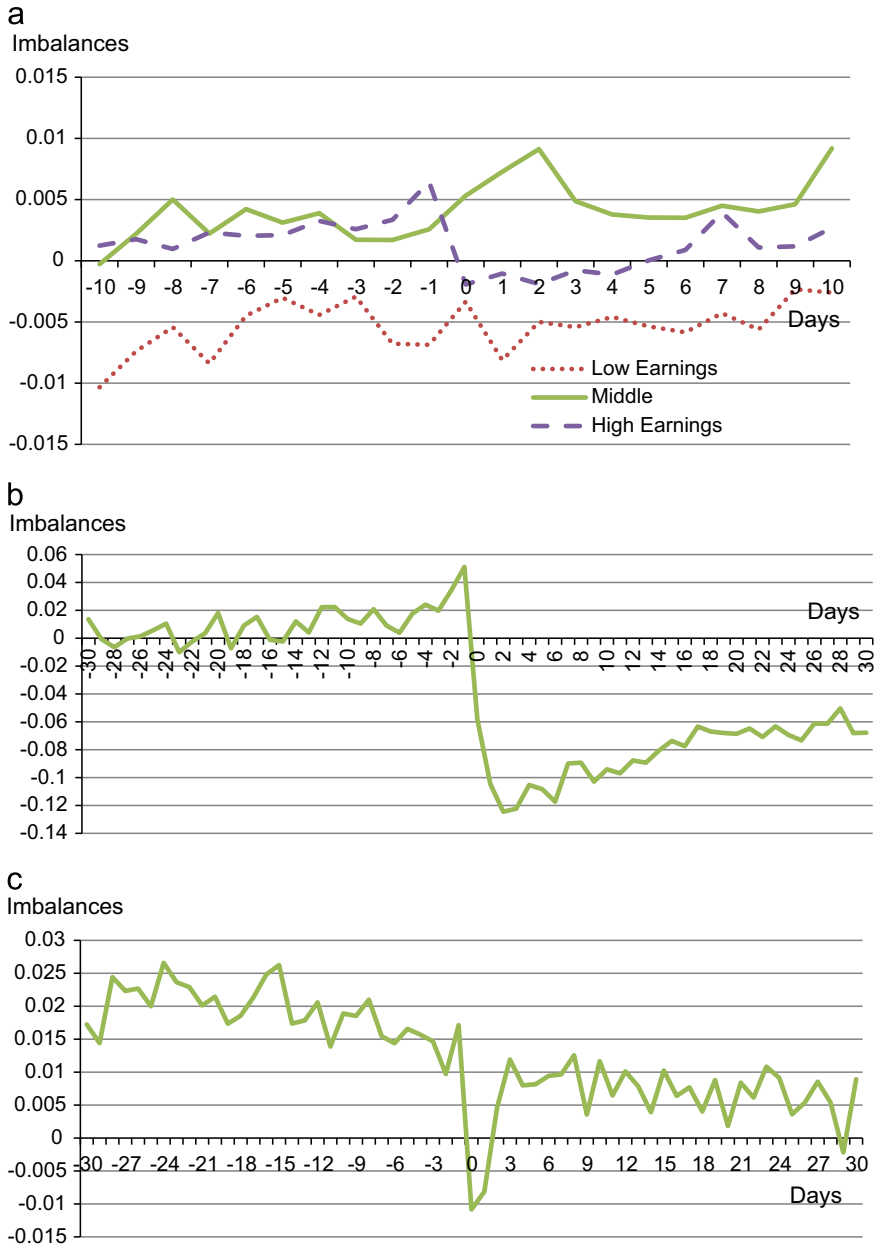 a
Imbalances
0.015
0.01
0.005
0
-10 -9 -8 -7 -6 -5 -4 -3 -2 -1 0 1 2 3 4 5 6 7 8 9 10
-0.005
Days
Low Earnings
-0.01
Middle
High Earnings
-0.015
b
Imbalances
0.06
0.04
0.02
Days
0
-30 -28 -26 -24 -22 -20 -18 -16 -14 -12 -10 -8 -6 -4 -2 0 2 4 6 8 10 12 14 16 18 20 22 24 26 28 30
-0.02
-0.04
-0.06
-0.08
-0.1
-0.12
-0.14
c
Imbalances
0.03
0.025
0.02
0.015
0.01
0.005
0
-30 -27 -24 -21 -18 -15 -12 -9 -6 -3 0 3 6 9 12 15 18 21 24 27 30
-0.005
-0.01
Days
-0.015